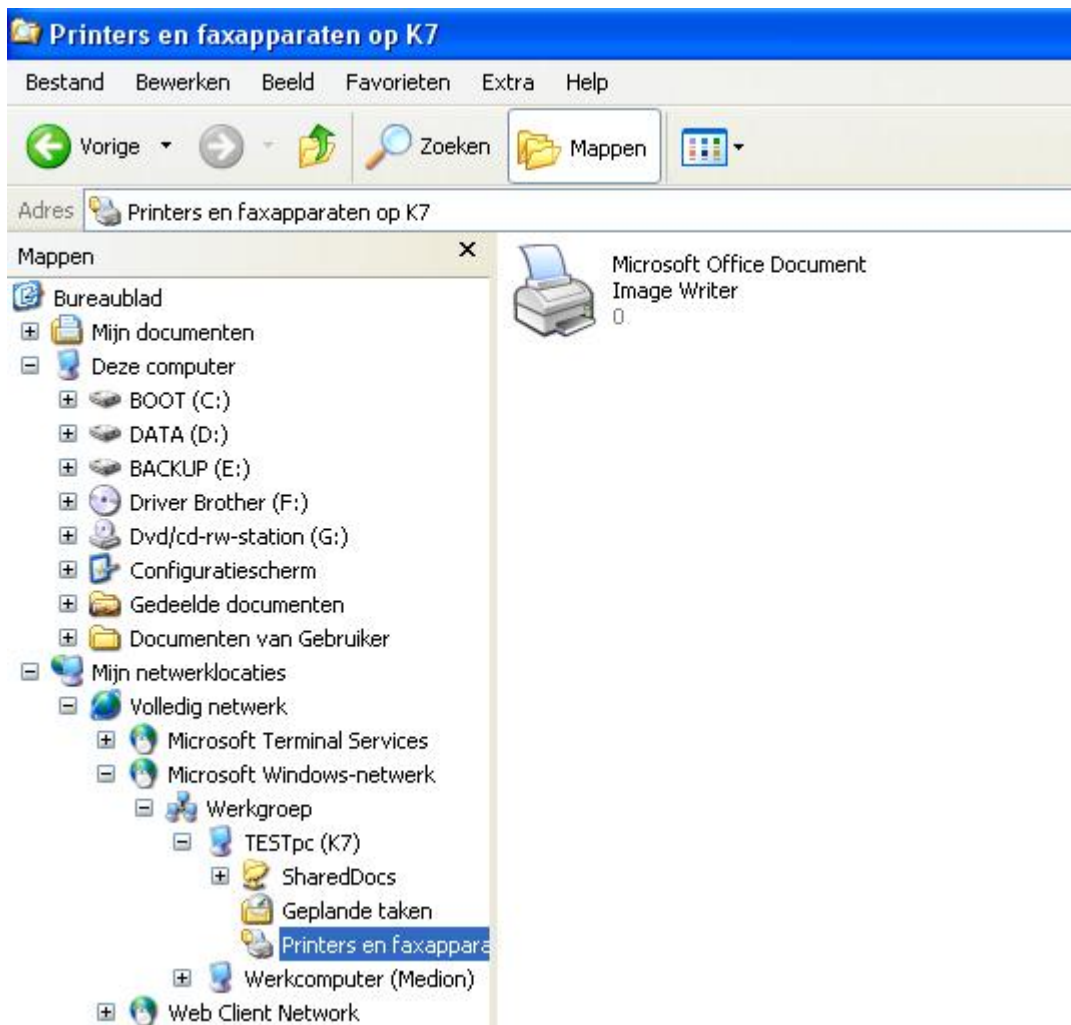 Printers en faxapparaten op K7
Bestand Bewerken Beeld Favorieten Extra Help
Vorige Zoeken Mappen
Adres Printers en faxapparaten op K7
Mappen
Bureaublad
Mijn documenten
Deze computer
BOOT (C:)
DATA (D:)
BACKUP (E:)
Driver Brother (F:)
Dvd/cd-rw-station (G:)
Configuratiescherm
Gedeelde documenten
Documenten van Gebruiker
Mijn netwerklocaties
Volledig netwerk
Microsoft Terminal Services
Microsoft Windows-netwerk
Werkgroep
TESTpc (K7)
SharedDocs
Geplande taken
Printers en faxappara
Werkcomputer (Medion)
Web Client Network
Microsoft Office Document
Image Writer
0